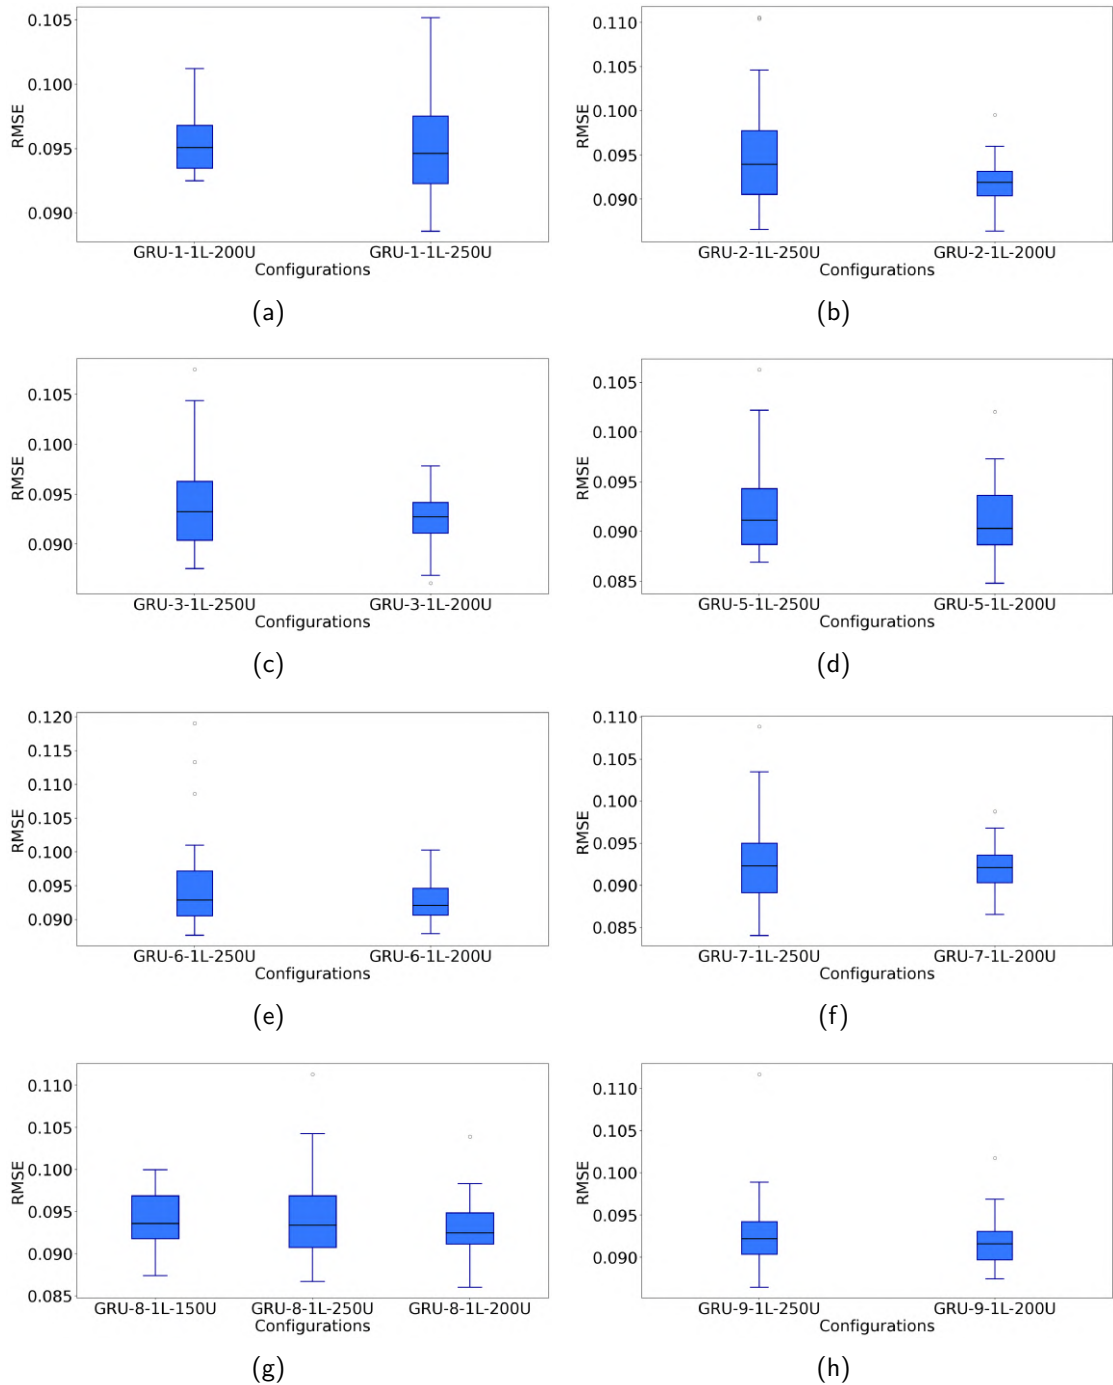 0.105
0.100
0.095
0.090
RMSE
GRU-1-1L-200U GRU-1-1L-250U
Configurations
(a)
0.110
0.105
0.100
0.095
0.090
RMSE
GRU-2-1L-250U GRU-2-1L-200U
Configurations
(b)
0.105
0.100
0.095
0.090
RMSE
GRU-3-1L-250U GRU-3-1L-200U
Configurations
(c)
0.105
0.100
0.095
0.090
0.085
RMSE
GRU-5-1L-250U GRU-5-1L-200U
Configurations
(d)
0.120
0.115
0.110
0.105
0.100
0.095
0.090
RMSE
GRU-6-1L-250U GRU-6-1L-200U
Configurations
(e)
0.110
0.105
0.100
0.095
0.090
0.085
RMSE
GRU-7-1L-250U GRU-7-1L-200U
Configurations
(f)
0.110
0.105
0.100
0.095
0.090
0.085
RMSE
GRU-8-1L-150U GRU-8-1L-250U GRU-8-1L-200U
Configurations
(g)
0.110
0.105
0.100
0.095
0.090
RMSE
GRU-9-1L-250U GRU-9-1L-200U
Configurations
(h)